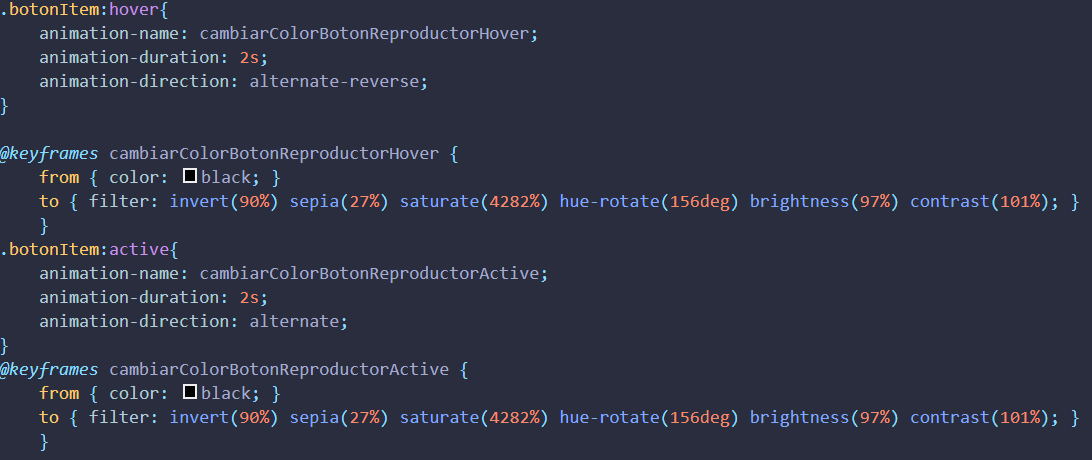 .botonItem:hover{
    animation-name: cambiarColorBotonReproductorHover;
    animation-duration: 2s;
    animation-direction: alternate-reverse;
}

@keyframes cambiarColorBotonReproductorHover {
    from { color: black; }
    to { filter: invert(90%) sepia(27%) saturate(4282%) hue-rotate(156deg) brightness(97%) contrast(101%); }
    }
.botonItem:active{
    animation-name: cambiarColorBotonReproductorActive;
    animation-duration: 2s;
    animation-direction: alternate;
}
@keyframes cambiarColorBotonReproductorActive {
    from { color: black; }
    to { filter: invert(90%) sepia(27%) saturate(4282%) hue-rotate(156deg) brightness(97%) contrast(101%); }
    }